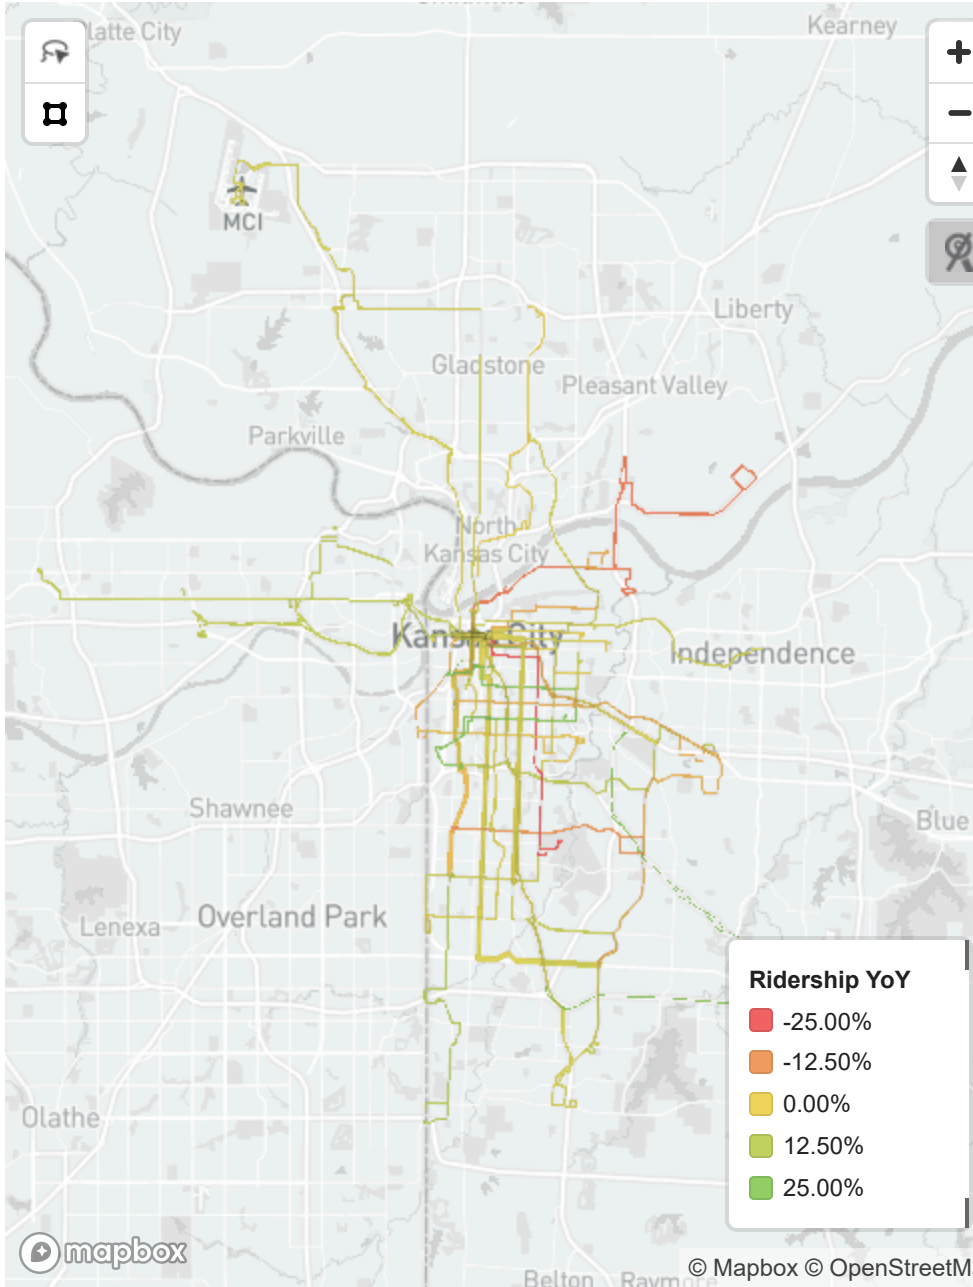 Platte City
Kearney
MCI
Liberty
Gladstone
Pleasant Valley
Parkville
North
Kansas City
Kansas City
Independence
Shawnee
Blue
Overland Park
Lenexa
Ridership YoY
-25.00%
-12.50%
0.00%
12.50%
25.00%
Olathe
mapbox
© Mapbox © OpenStreetM
Belton
Raymore